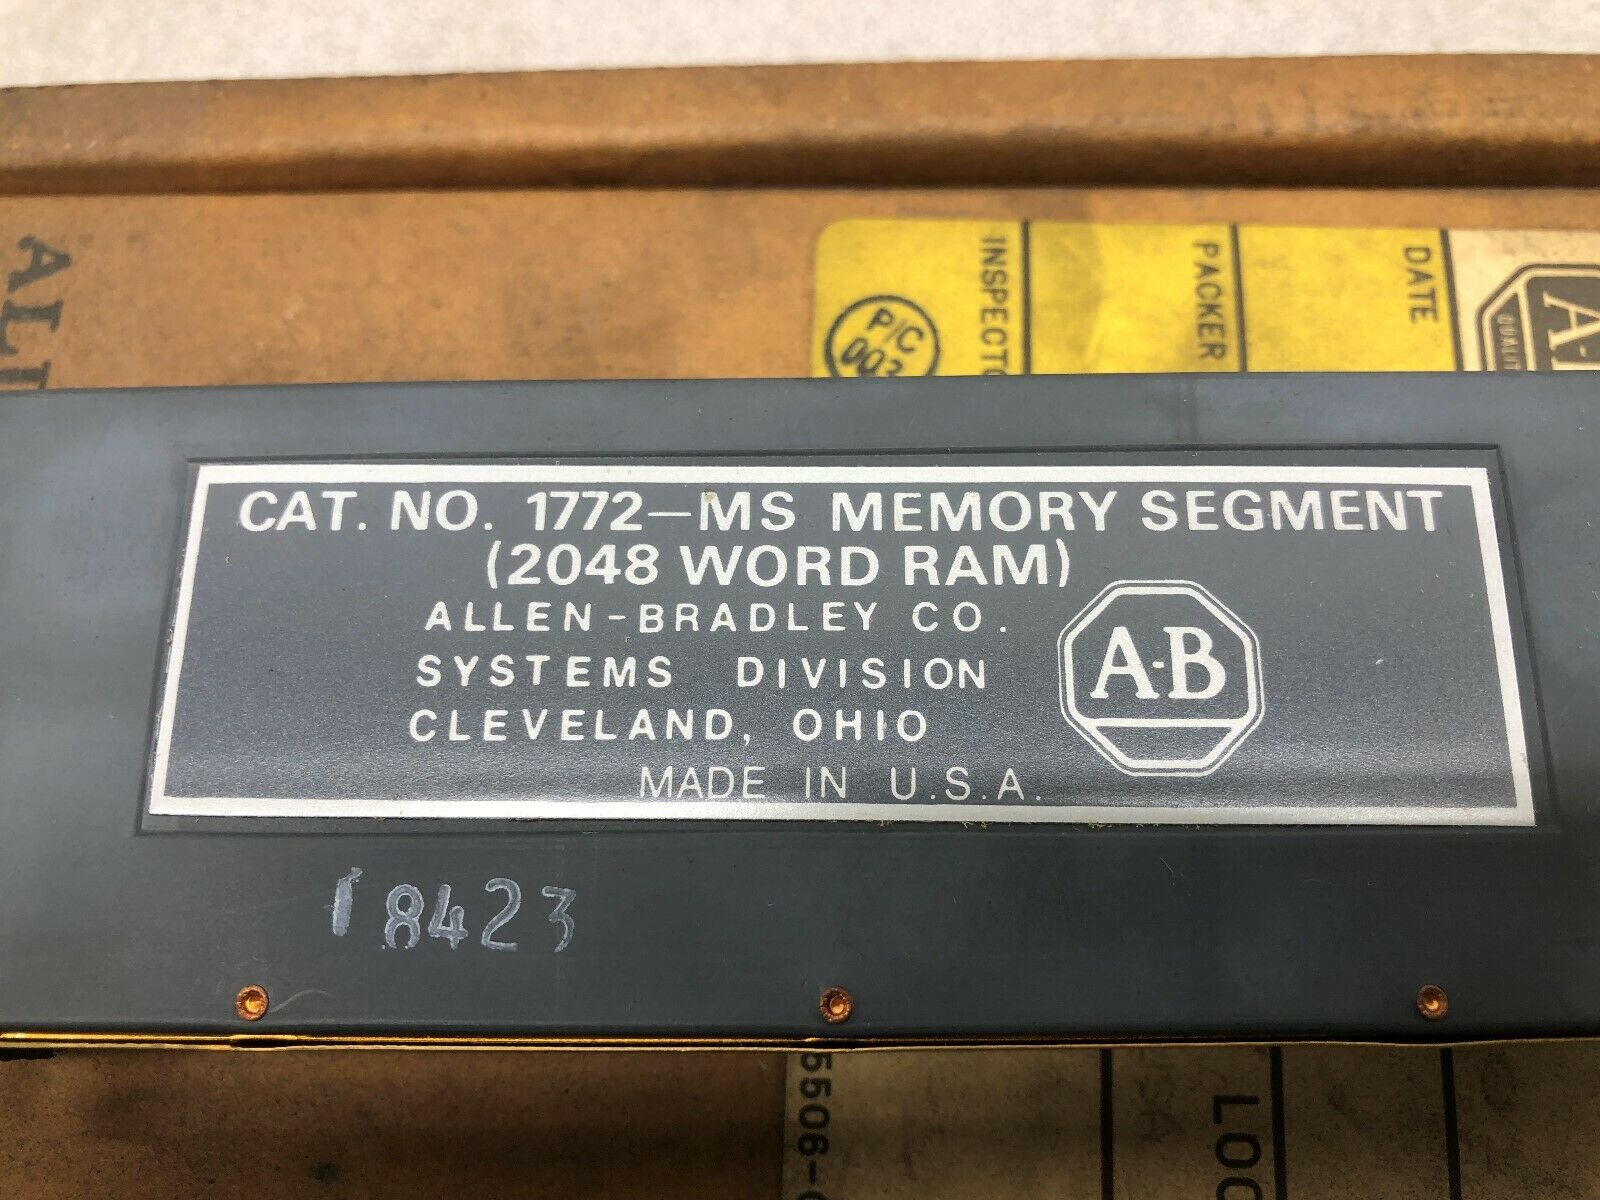 DATE
PACKER
P/C
CAT. NO. 1772-MS MEMORY SEGMENT
(2048 WORD RAM)
ALLEN-BRADLEY CO.
SYSTEMS DIVISION
CLEVELAND, OHIO
A-B
MADE IN U.S.A.
18423